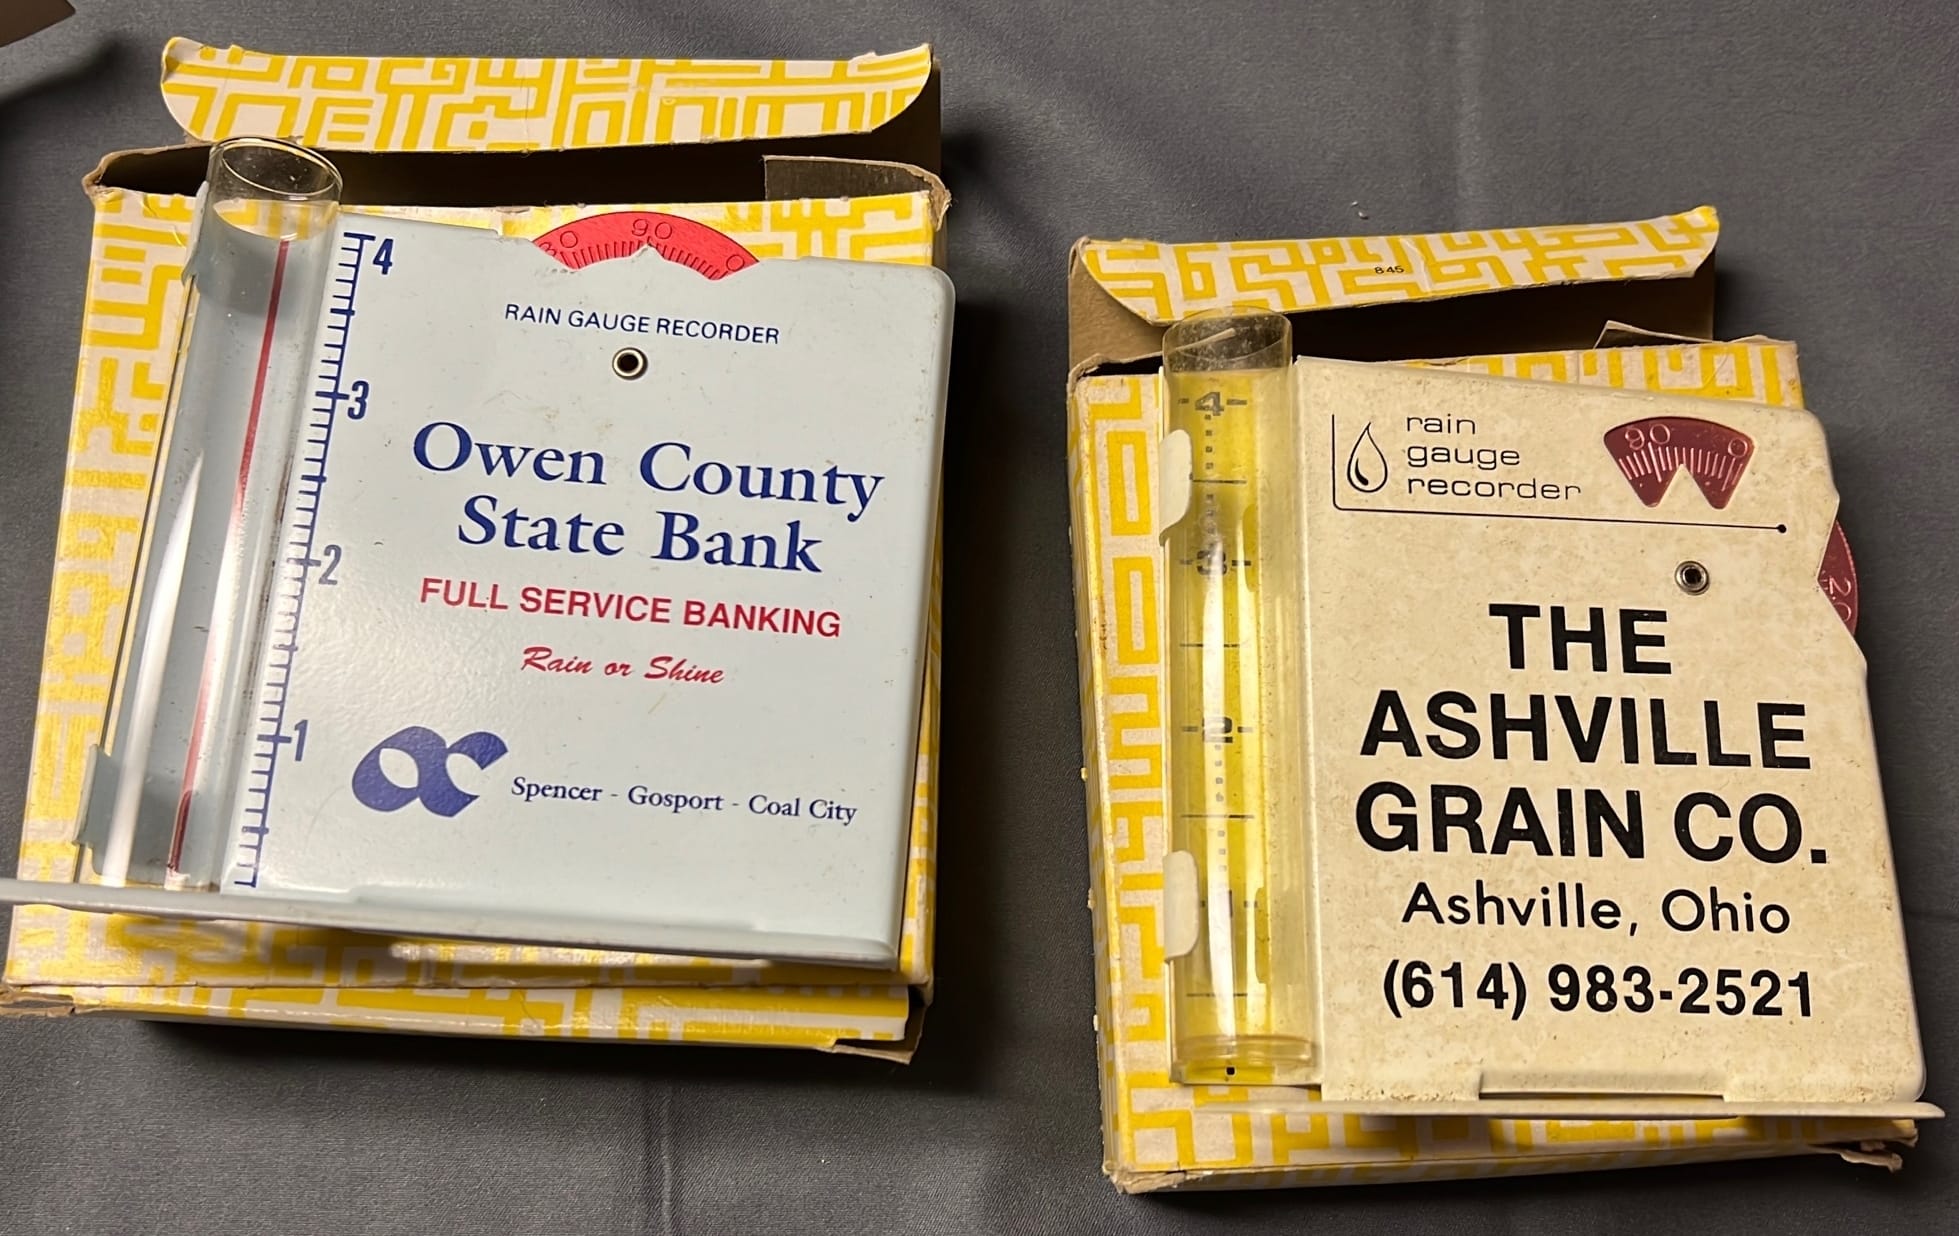 90
4
3
2
1
RAIN GAUGE RECORDER
Owen County
State Bank
FULL SERVICE BANKING
Rain or Shine
OC
Spencer - Gosport - Coal City
845
4
3
2
1
rain
gauge
recorder
90
0
THE
ASHVILLE
GRAIN CO.
Ashville, Ohio
(614) 983-2521